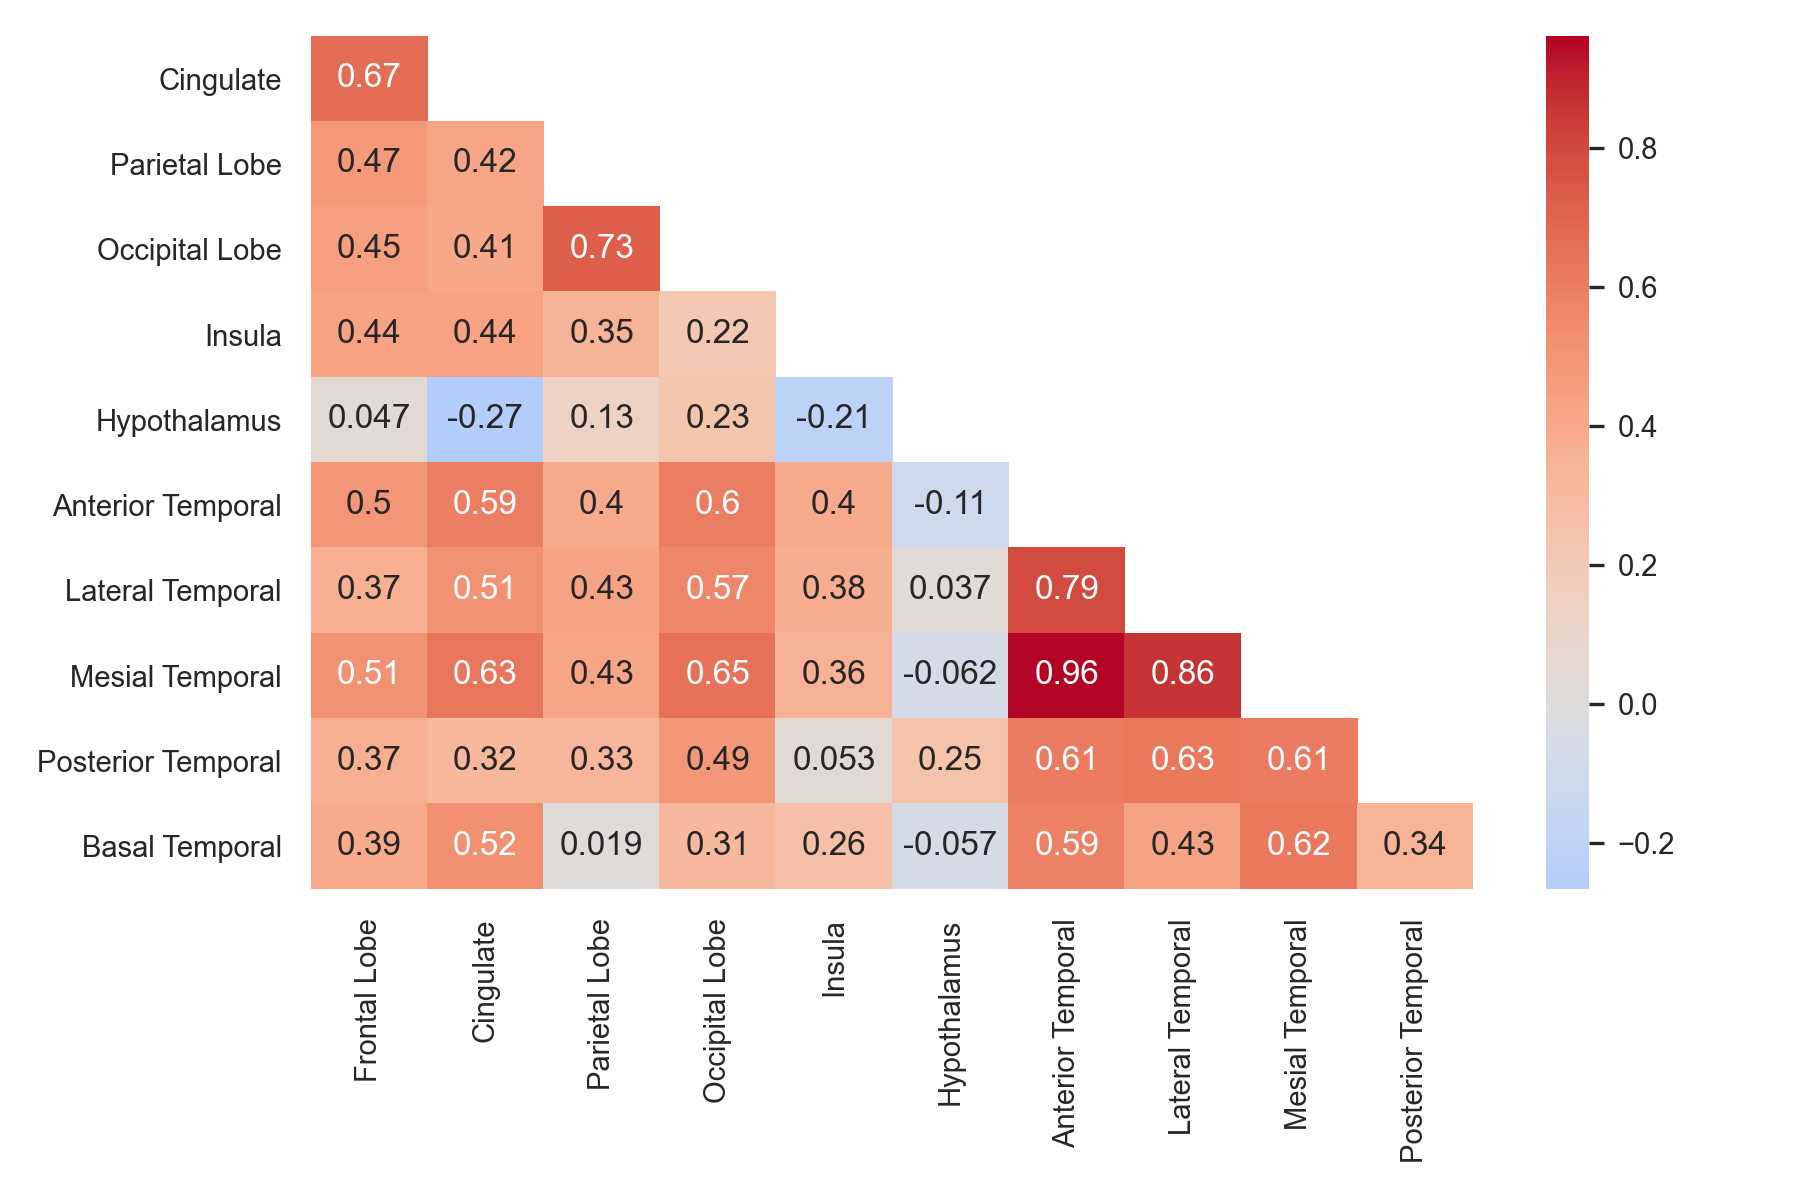 Cingulate 0.67
Parietal Lobe 0.47 0.42
Occipital Lobe 0.45 0.41 0.73
Insula 0.44 0.44 0.35 0.22
Hypothalamus 0.047 -0.27 0.13 0.23 -0.21
Anterior Temporal 0.5 0.59 0.4 0.6 0.4 -0.11
Lateral Temporal 0.37 0.51 0.43 0.57 0.38 0.037 0.79
Mesial Temporal 0.51 0.63 0.43 0.65 0.36 -0.062 0.96 0.86
Posterior Temporal 0.37 0.32 0.33 0.49 0.053 0.25 0.61 0.63 0.61
Basal Temporal 0.39 0.52 0.019 0.31 0.26 -0.057 0.59 0.43 0.62 0.34
Frontal Lobe
Cingulate
Parietal Lobe
Occipital Lobe
Insula
Hypothalamus
Anterior Temporal
Lateral Temporal
Mesial Temporal
Posterior Temporal
0.8
0.6
0.4
0.2
0.0
−0.2